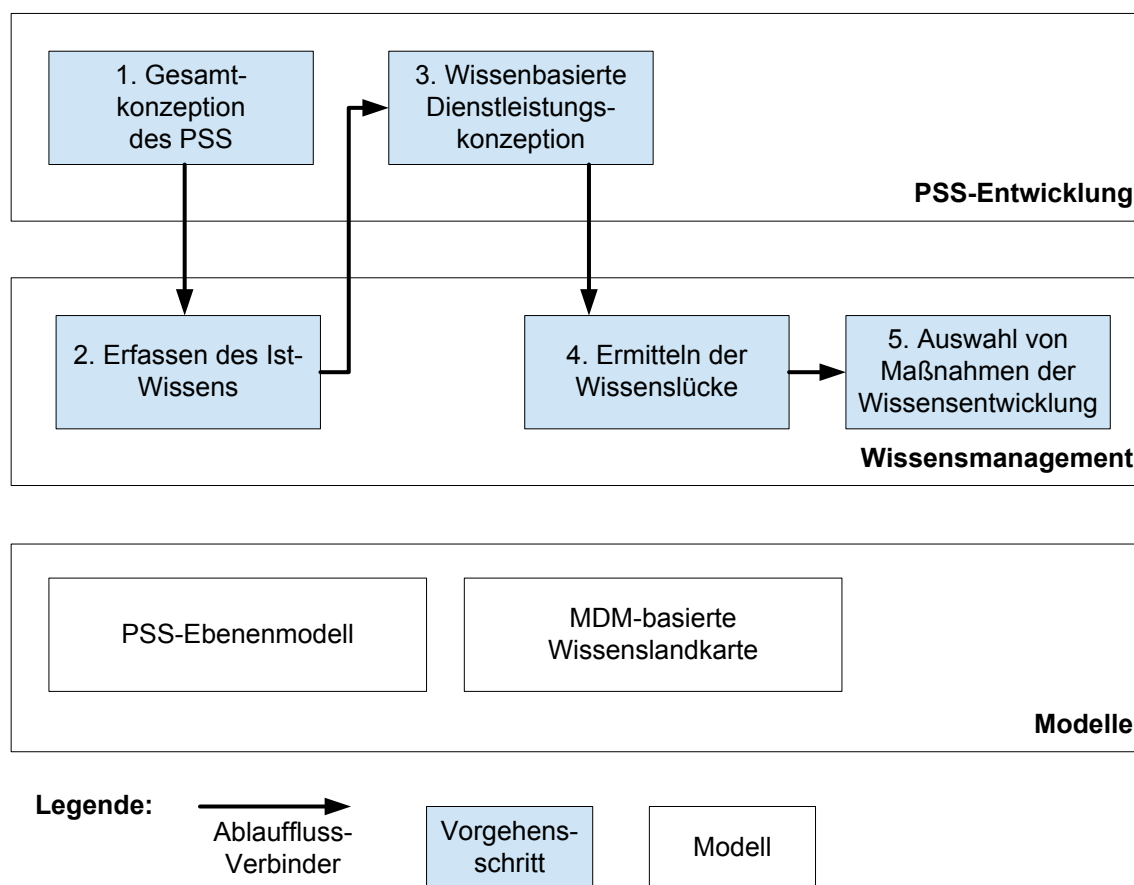 1. Gesamt-
konzeption
des PSS
3. Wissenbasierte
Dienstleistungs-
konzeption
PSS-Entwicklung
2. Erfassen des Ist-
Wissens
4. Ermitteln der
Wissenslücke
5. Auswahl von
Maßnahmen der
Wissensentwicklung
Wissensmanagement
PSS-Ebenenmodell
MDM-basierte
Wissenslandkarte
Modelle
Legende:
Ablauffluss-
Verbinder
Vorgehens-
schritt
Modell